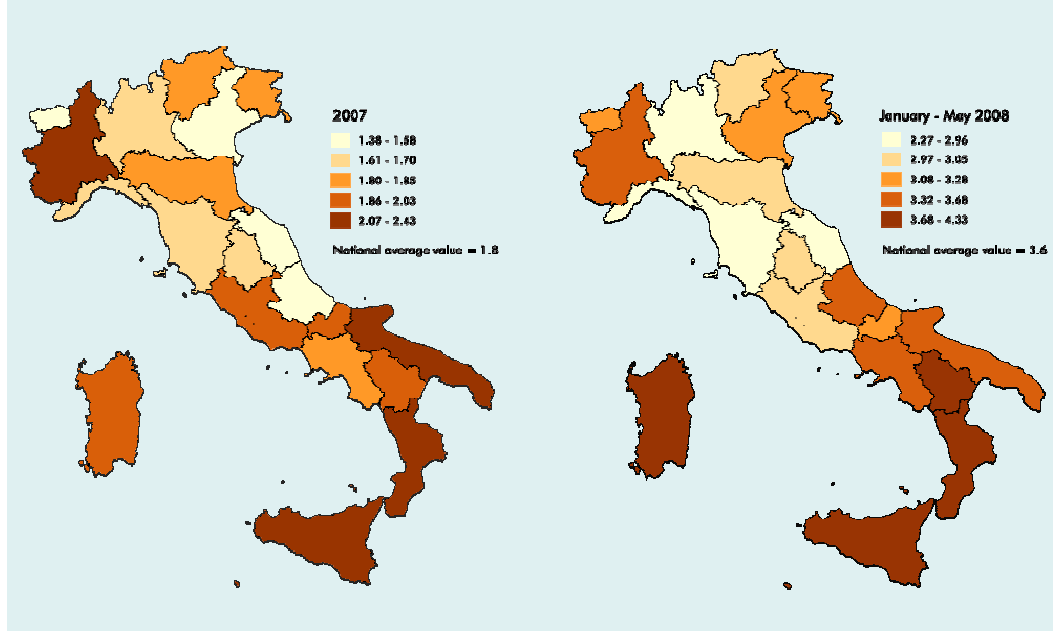 2007
1.38 - 1.58
1.61 - 1.70
1.80 - 1.85
1.86 - 2.03
2.07 - 2.43
National average value = 1.8
January - May 2008
2.27 - 2.96
2.97 - 3.05
3.08 - 3.28
3.32 - 3.68
3.68 - 4.33
National average value = 3.6